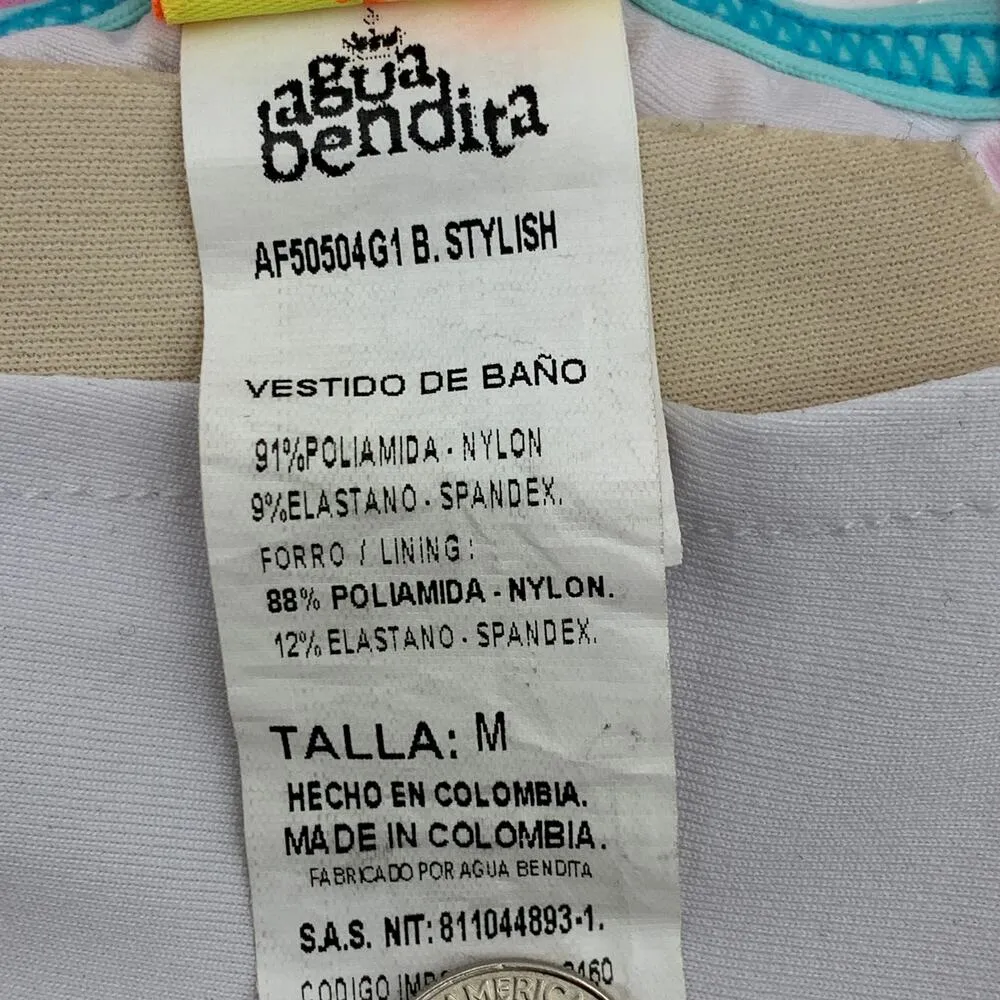 agua
bendita
AF50504G1 B. STYLISH
VESTIDO DE BAÑO
91%POLIAMIDA - NYLON
9%ELASTANO - SPANDEX.
FORRO / LINING:
88% POLIAMIDA - NYLON.
12% ELASTANO - SPANDEX.
TALLA: M
HECHO EN COLOMBIA.
MADE IN COLOMBIA.
FABRICADO POR AGUA BENDITA
S.A.S. NIT: 811044893-1.
CODIGO